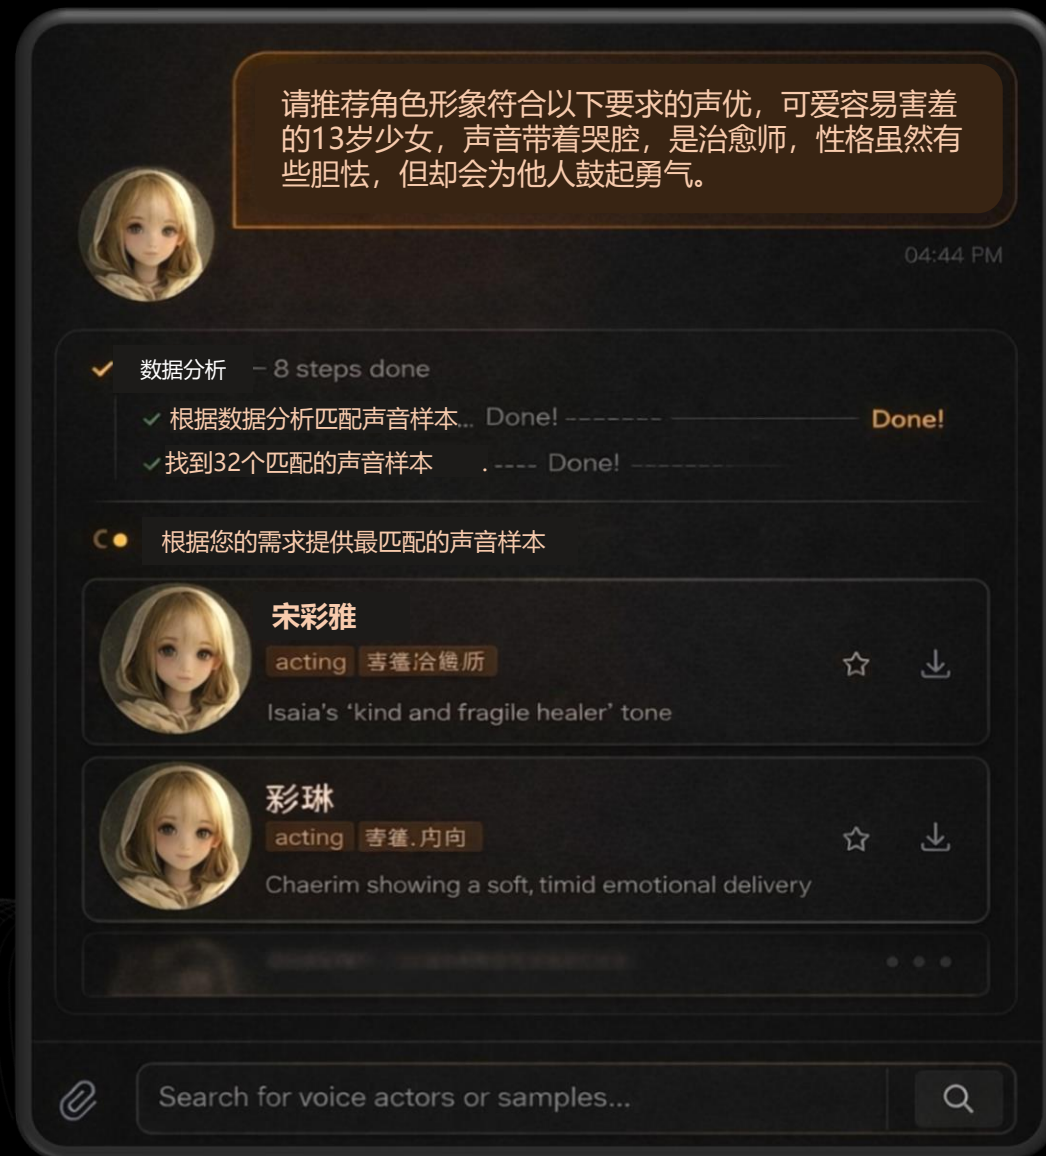 请推荐角色形象符合以下要求的声优，可爱容易害羞
的13岁少女，声音带着哭腔，是治愈师，性格虽然有
些胆怯，但却会为他人鼓起勇气。
04:44 PM
数据分析 – 8 steps done
根据数据分析匹配声音样本... Done! Done!
找到32个匹配的声音样本 . ---- Done!
根据您的需求提供最匹配的声音样本
宋彩雅
acting
Isaia's 'kind and fragile healer' tone
彩琳
acting 内向
Chaerim showing a soft, timid emotional delivery
Search for voice actors or samples...